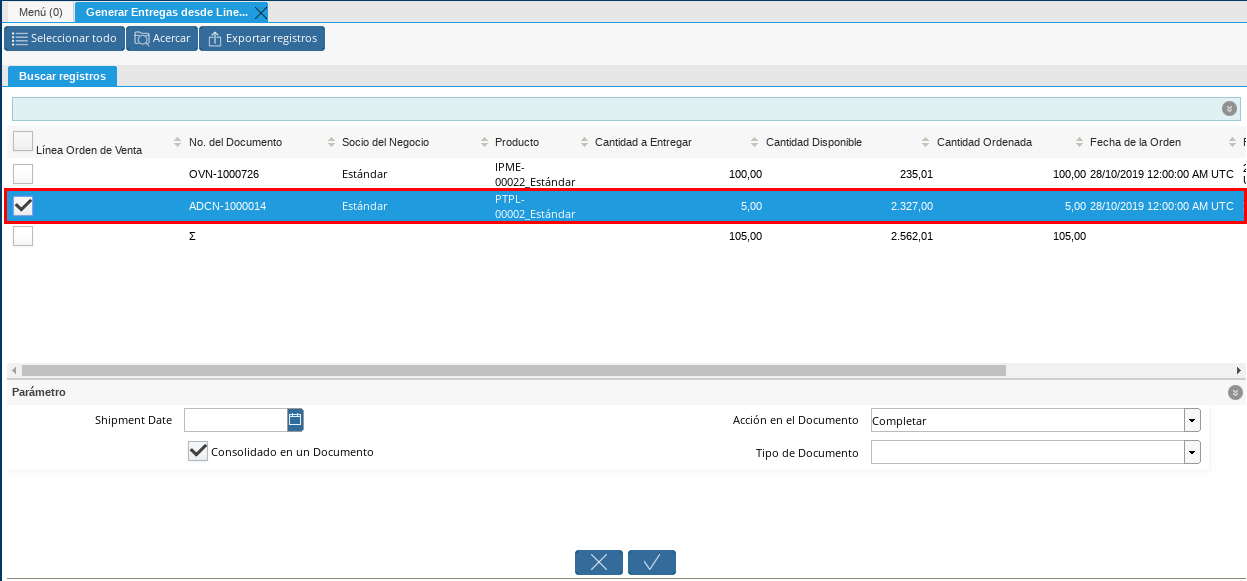 Menú (0) Generar Entregas desde Line...
Seleccionar todo Acercar Exportar registros
Buscar registros
Línea Orden de Venta No. del Documento Socio del Negocio Producto Cantidad a Entregar Cantidad Disponible Cantidad Ordenada Fecha de la Orden
OVN-1000726 Estándar IPME-00022_Estándar 100,00 235,01 100,00 28/10/2019 12:00:00 AM UTC
ADCN-1000014 Estándar PTPL-00002_Estándar 5,00 2.327,00 5,00 28/10/2019 12:00:00 AM UTC
Σ 105,00 2.562,01 105,00
Parámetro
Shipment Date Acción en el Documento Completar
Consolidado en un Documento Tipo de Documento